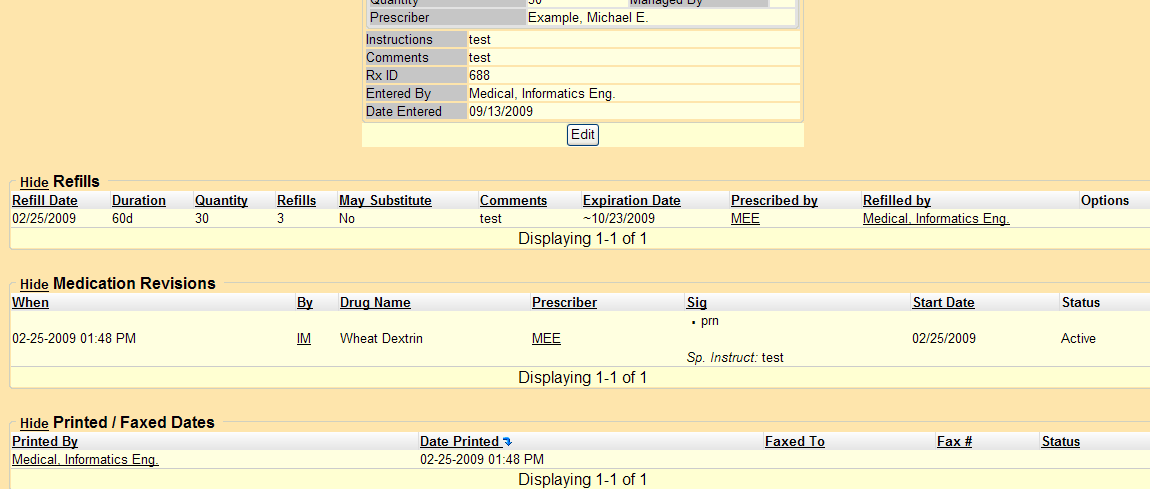 Quantity 30 Managed By
Prescriber Example, Michael E.
Instructions test
Comments test
Rx ID 688
Entered By Medical, Informatics Eng.
Date Entered 09/13/2009
Edit
Hide Refills
Refill Date Duration Quantity Refills May Substitute Comments Expiration Date Prescribed by Refilled by Options
02/25/2009 60d 30 3 No test ~10/23/2009 MEE Medical, Informatics Eng.
Displaying 1-1 of 1
Hide Medication Revisions
When By Drug Name Prescriber Sig Start Date Status
• prn
02-25-2009 01:48 PM IM Wheat Dextrin MEE 02/25/2009 Active
Sp. Instruct: test
Displaying 1-1 of 1
Hide Printed / Faxed Dates
Printed By Date Printed Faxed To Fax # Status
Medical, Informatics Eng. 02-25-2009 01:48 PM
Displaying 1-1 of 1